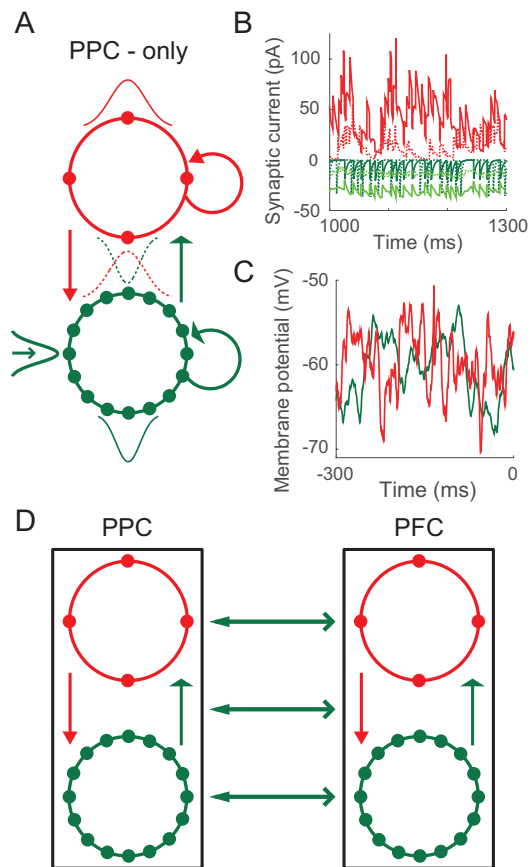 A
PPC - only
B
Synaptic current (pA)
100
50
0
-50
1000
1300
Time (ms)
C
Membrane potential (mV)
-50
-60
-70
-300
0
Time (ms)
D
PPC
PFC